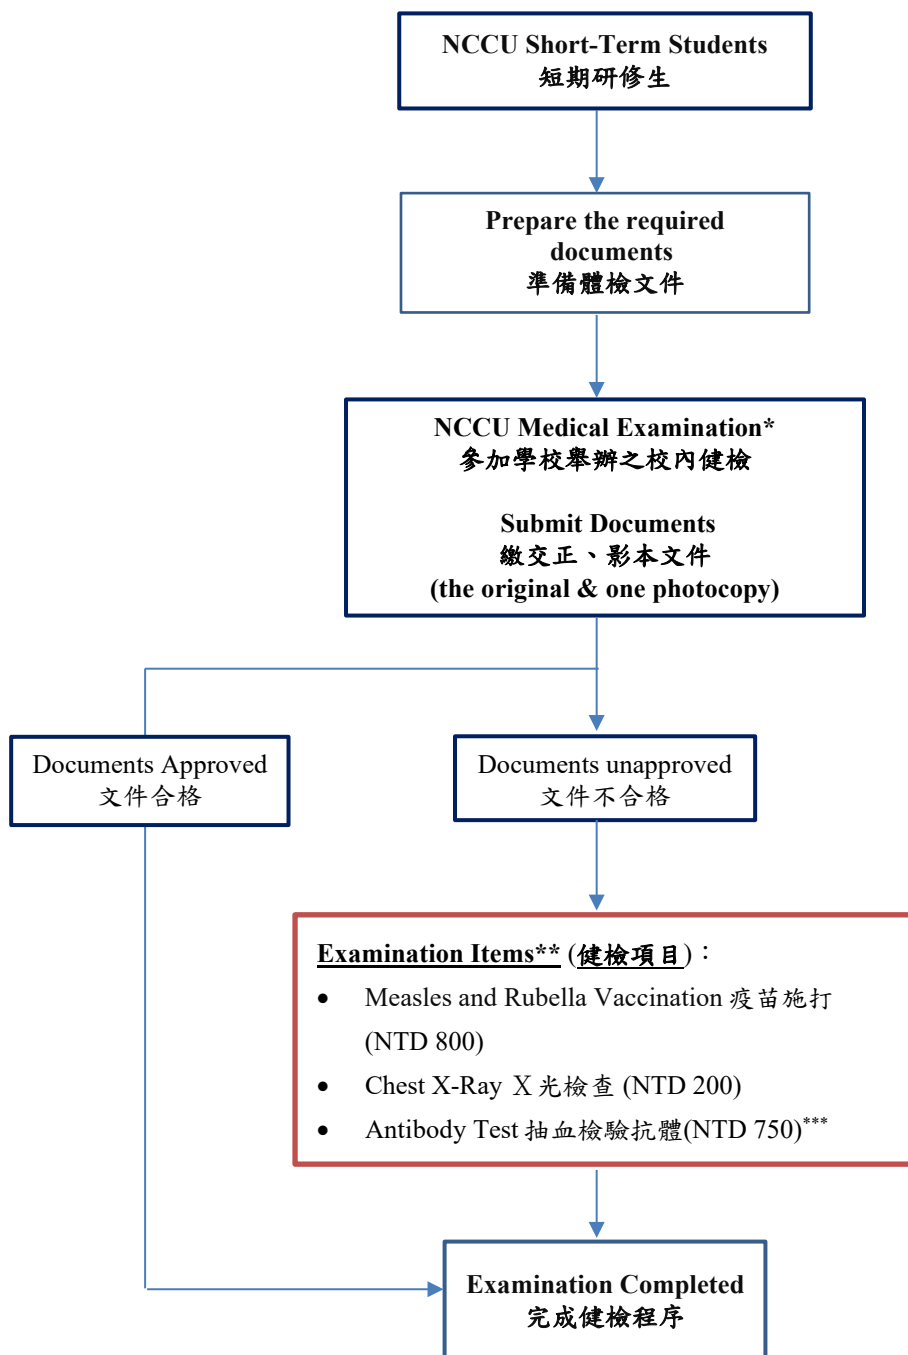 NCCU Short-Term Students
短期研修生
Prepare the required
documents
準備體檢文件
NCCU Medical Examination*
參加學校舉辦之校內健檢
Submit Documents
繳交正、影本文件
(the original & one photocopy)
Documents Approved
文件合格
Documents unapproved
文件不合格
Examination Items** (健檢項目)：
• Measles and Rubella Vaccination 疫苗施打
(NTD 800)
• Chest X-Ray Ｘ光檢查 (NTD 200)
• Antibody Test 抽血檢驗抗體(NTD 750)***
Examination Completed
完成健檢程序